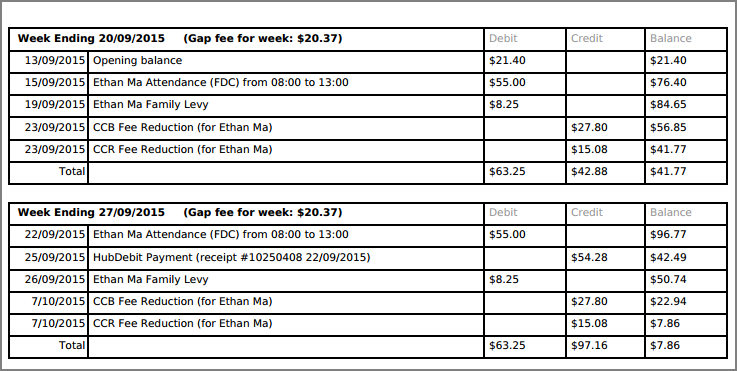 Week Ending 20/09/2015 (Gap fee for week: $20.37) Debit Credit Balance
13/09/2015 Opening balance $21.40 $21.40
15/09/2015 Ethan Ma Attendance (FDC) from 08:00 to 13:00 $55.00 $76.40
19/09/2015 Ethan Ma Family Levy $8.25 $84.65
23/09/2015 CCB Fee Reduction (for Ethan Ma) $27.80 $56.85
23/09/2015 CCR Fee Reduction (for Ethan Ma) $15.08 $41.77
Total $63.25 $42.88 $41.77
Week Ending 27/09/2015 (Gap fee for week: $20.37) Debit Credit Balance
22/09/2015 Ethan Ma Attendance (FDC) from 08:00 to 13:00 $55.00 $96.77
25/09/2015 HubDebit Payment (receipt #10250408 22/09/2015) $54.28 $42.49
26/09/2015 Ethan Ma Family Levy $8.25 $50.74
7/10/2015 CCB Fee Reduction (for Ethan Ma) $27.80 $22.94
7/10/2015 CCR Fee Reduction (for Ethan Ma) $15.08 $7.86
Total $63.25 $97.16 $7.86